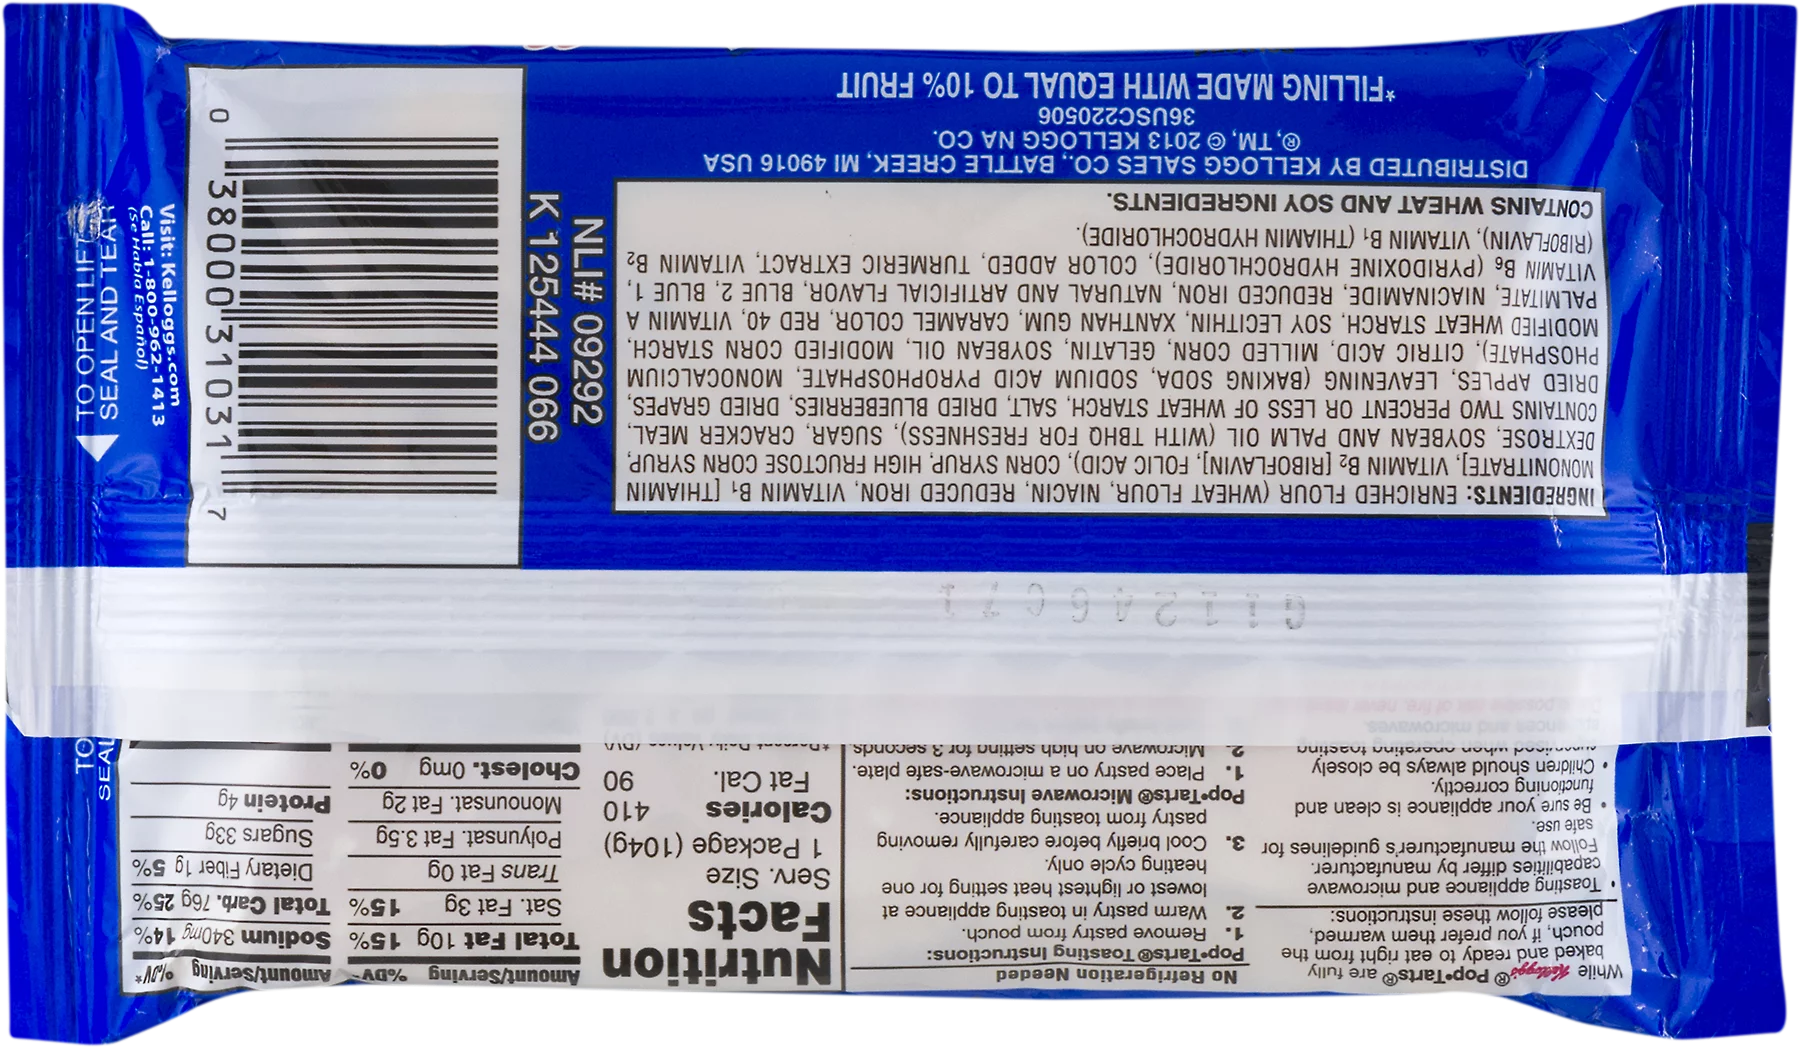 While Kellogg's® Pop•Tarts® are fully
baked and ready to eat right from the
pouch, if you prefer them warmed,
please follow these instructions:
• Toasting appliance and microwave
capabilities differ by manufacturer.
Follow the manufacturer's guidelines for
safe use.
• Be sure your appliance is clean and
functioning correctly.
• Children should always be closely
supervised when operating toasting
appliances and microwaves.
No Refrigeration Needed
Pop•Tarts® Toasting Instructions:
1. Remove pastry from pouch.
2. Warm pastry in toasting appliance at
lowest or lightest heat setting for one
heating cycle only.
3. Cool briefly before carefully removing
pastry from toasting appliance.
Pop•Tarts® Microwave Instructions:
1. Place pastry on a microwave-safe plate.
2. Microwave on high setting for 3 seconds
Nutrition
Facts
Serv. Size
1 Package (104g)
Calories 410
Fat Cal. 90
*Percent Daily Values (DV)
Amount/Serving %DV*
Total Fat 10g 15%
Sat. Fat 3g 15%
Trans Fat 0g
Polyunsat. Fat 3.5g
Monounsat. Fat 2g
Cholest. 0mg 0%
Amount/Serving %DV*
Sodium 340mg 14%
Total Carb. 76g 25%
Dietary Fiber 1g 5%
Sugars 33g
Protein 4g
TO
SEAL
INGREDIENTS: ENRICHED FLOUR (WHEAT FLOUR, NIACIN, REDUCED IRON, VITAMIN B1 [THIAMIN
MONONITRATE], VITAMIN B2 [RIBOFLAVIN], FOLIC ACID), CORN SYRUP, HIGH FRUCTOSE CORN SYRUP,
DEXTROSE, SOYBEAN AND PALM OIL (WITH TBHQ FOR FRESHNESS), SUGAR, CRACKER MEAL,
CONTAINS TWO PERCENT OR LESS OF WHEAT STARCH, SALT, DRIED BLUEBERRIES, DRIED GRAPES,
DRIED APPLES, LEAVENING (BAKING SODA, SODIUM ACID PYROPHOSPHATE, MONOCALCIUM
PHOSPHATE), CITRIC ACID, MILLED CORN, GELATIN, SOYBEAN OIL, MODIFIED CORN STARCH,
MODIFIED WHEAT STARCH, SOY LECITHIN, XANTHAN GUM, CARAMEL COLOR, RED 40, VITAMIN A
PALMITATE, NIACINAMIDE, REDUCED IRON, NATURAL AND ARTIFICIAL FLAVOR, BLUE 2, BLUE 1,
VITAMIN B6 (PYRIDOXINE HYDROCHLORIDE), COLOR ADDED, TURMERIC EXTRACT, VITAMIN B2
(RIBOFLAVIN), VITAMIN B1 (THIAMIN HYDROCHLORIDE).
CONTAINS WHEAT AND SOY INGREDIENTS.
DISTRIBUTED BY KELLOGG SALES CO., BATTLE CREEK, MI 49016 USA
®, TM, © 2013 KELLOGG NA CO.
36USC220506
*FILLING MADE WITH EQUAL TO 10% FRUIT
NLI# 09292
K 125444 066
0 38000 31031 7
Visit: Kelloggs.com
Call: 1-800-962-1413
(Se Habla Español)
TO OPEN LIFT
SEAL AND TEAR